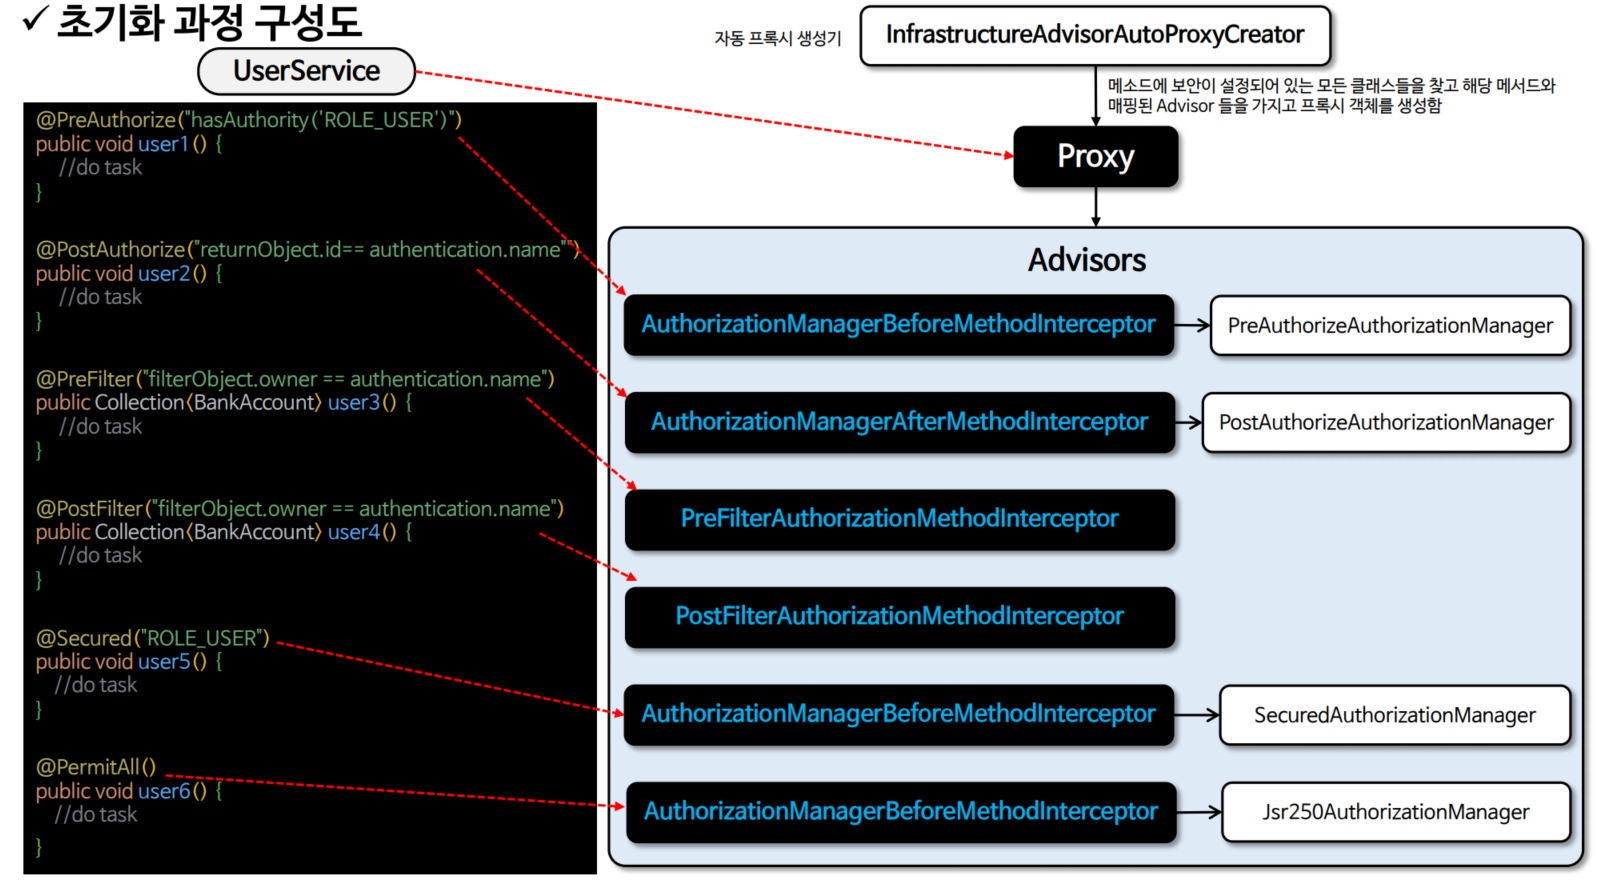 ✓ 초기화 과정 구성도
UserService
자동 프록시 생성기
InfrastructureAdvisorAutoProxyCreator
메소드에 보안이 설정되어 있는 모든 클래스들을 찾고 해당 메서드와
매핑된 Advisor 들을 가지고 프록시 객체를 생성함
Proxy
@PreAuthorize("hasAuthority('ROLE_USER')")
public void user1() {
//do task
}
@PostAuthorize("returnObject.id== authentication.name"")
public void user2() {
//do task
}
@PreFilter("filterObject.owner == authentication.name")
public Collection<BankAccount> user3() {
//do task
}
@PostFilter("filterObject.owner == authentication.name")
public Collection<BankAccount> user4() {
//do task
}
@Secured("ROLE_USER")
public void user5() {
//do task
}
@PermitAll()
public void user6() {
//do task
}
Advisors
AuthorizationManagerBeforeMethodInterceptor
PreAuthorizeAuthorizationManager
AuthorizationManagerAfterMethodInterceptor
PostAuthorizeAuthorizationManager
PreFilterAuthorizationMethodInterceptor
PostFilterAuthorizationMethodInterceptor
AuthorizationManagerBeforeMethodInterceptor
SecuredAuthorizationManager
AuthorizationManagerBeforeMethodInterceptor
Jsr250AuthorizationManager